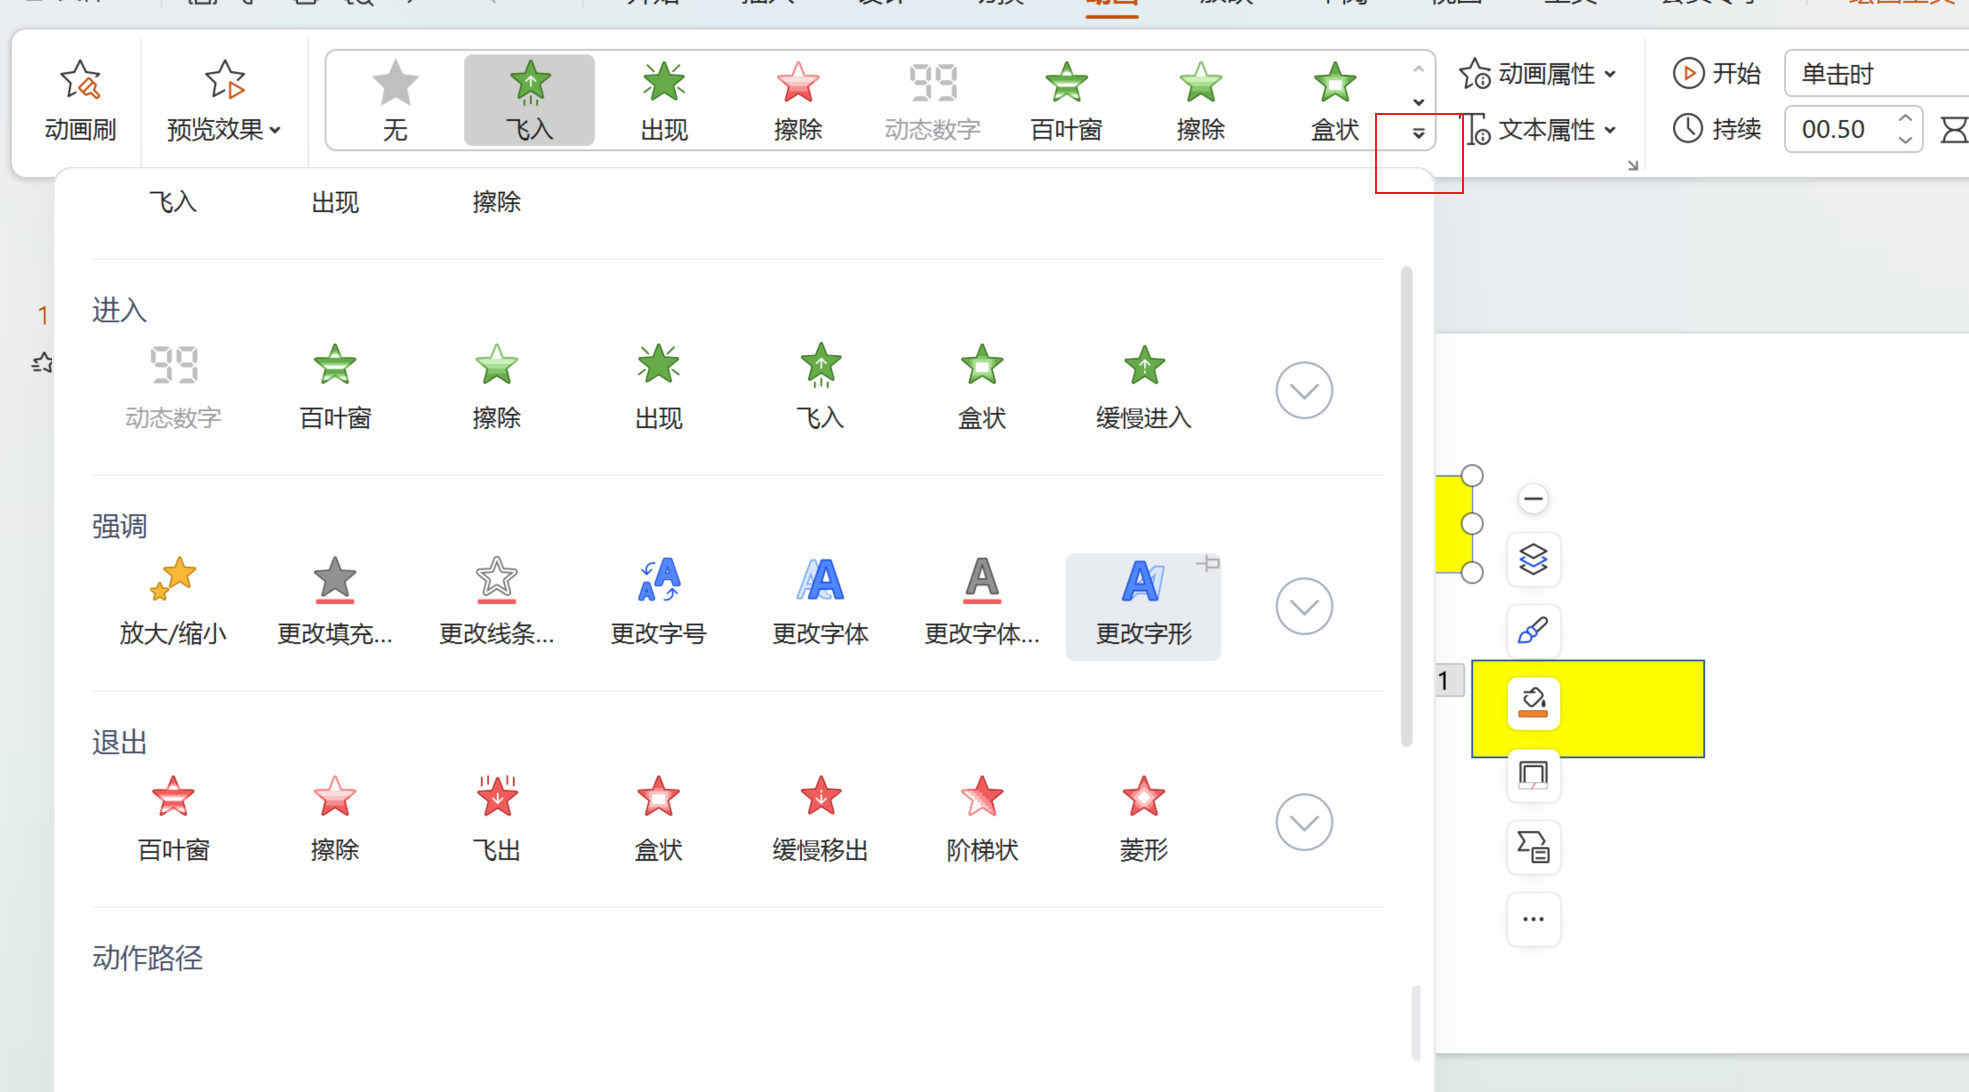 动画刷
预览效果
无
飞入
出现
擦除
动态数字
百叶窗
擦除
盒状
动画属性
文本属性
开始
单击时
持续
00.50
飞入
出现
擦除
进入
动态数字
百叶窗
擦除
出现
飞入
盒状
缓慢进入
强调
放大/缩小
更改填充...
更改线条...
更改字号
更改字体
更改字体...
更改字形
退出
百叶窗
擦除
飞出
盒状
缓慢移出
阶梯状
菱形
动作路径
1
1